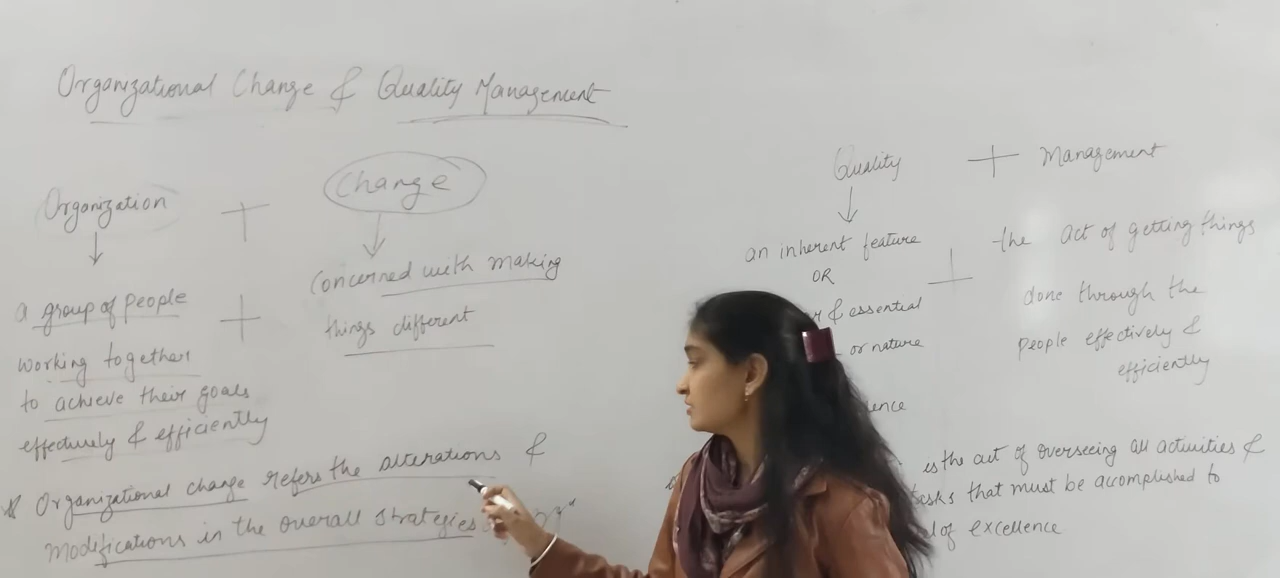 Organizational Change & Quality Management
Organization + Change
a group of people
working together
to achieve their goals
effectively & efficiently
+
Concerned with making
things different
* Organizational change refers the alterations &
modifications in the overall strategies
Quality + Management
an inherent feature
OR
& essential
or nature
+
the act of getting things
done through the
people effectively &
efficiently
is the act of overseeing all activities &
tasks that must be accomplished to
of excellence